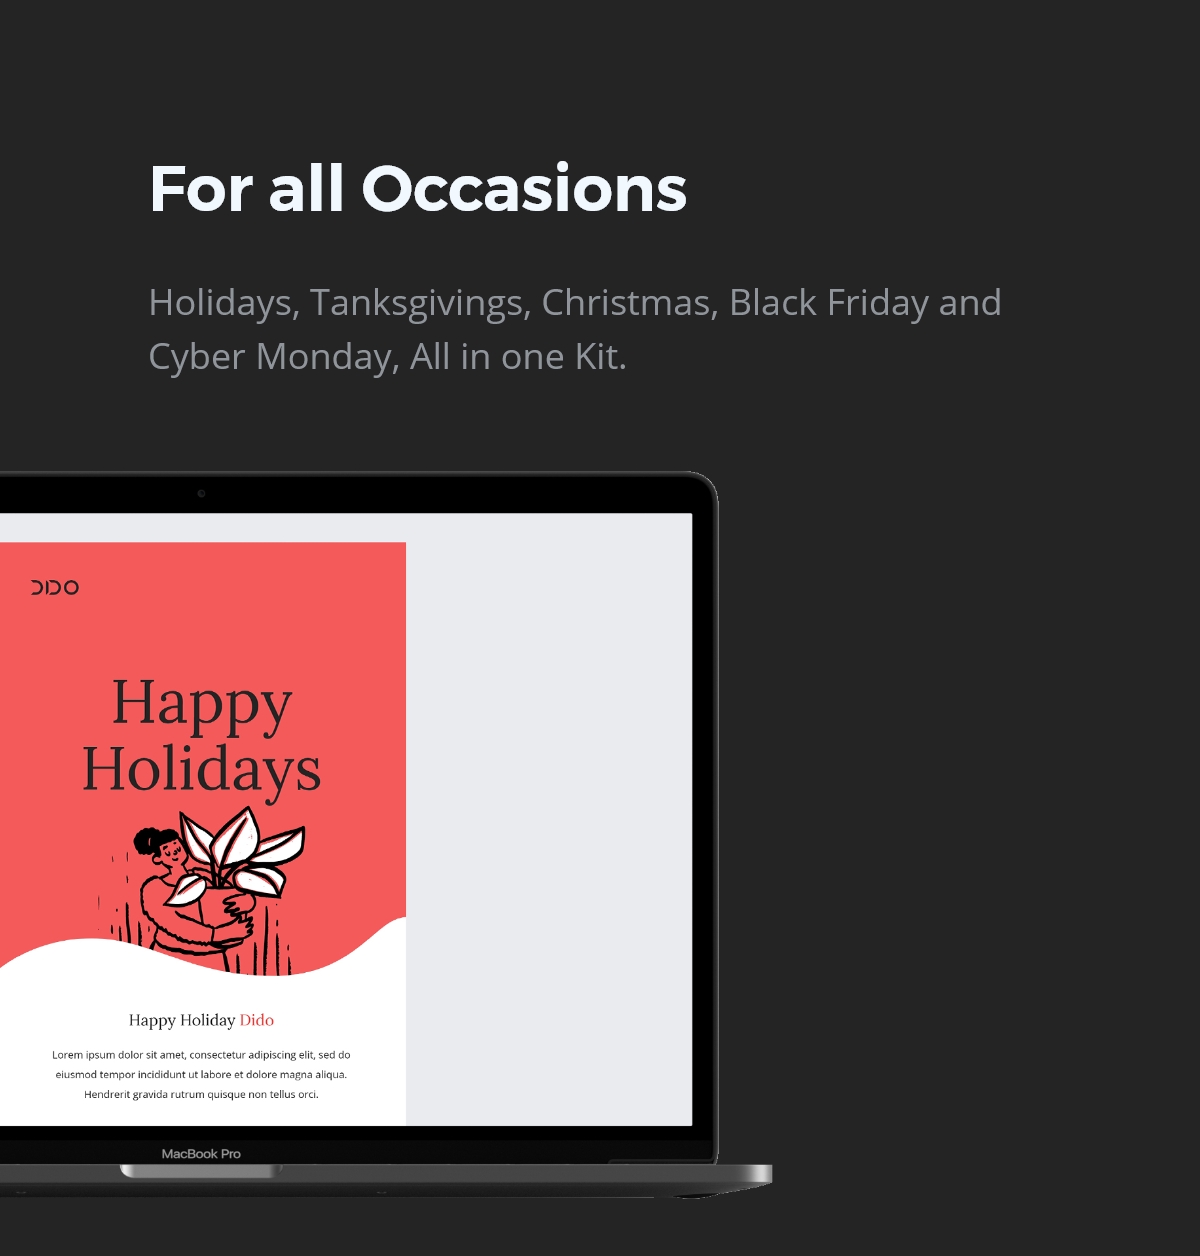 For all Occasions
Holidays, Tanksgivings, Christmas, Black Friday and
Cyber Monday, All in one Kit.
DIDO
Happy
Holidays
Happy Holiday Dido
Lorem ipsum dolor sit amet, consectetur adipiscing elit, sed do
eiusmod tempor incididunt ut labore et dolore magna aliqua.
Hendrerit gravida rutrum quisque non tellus orci.
MacBook Pro